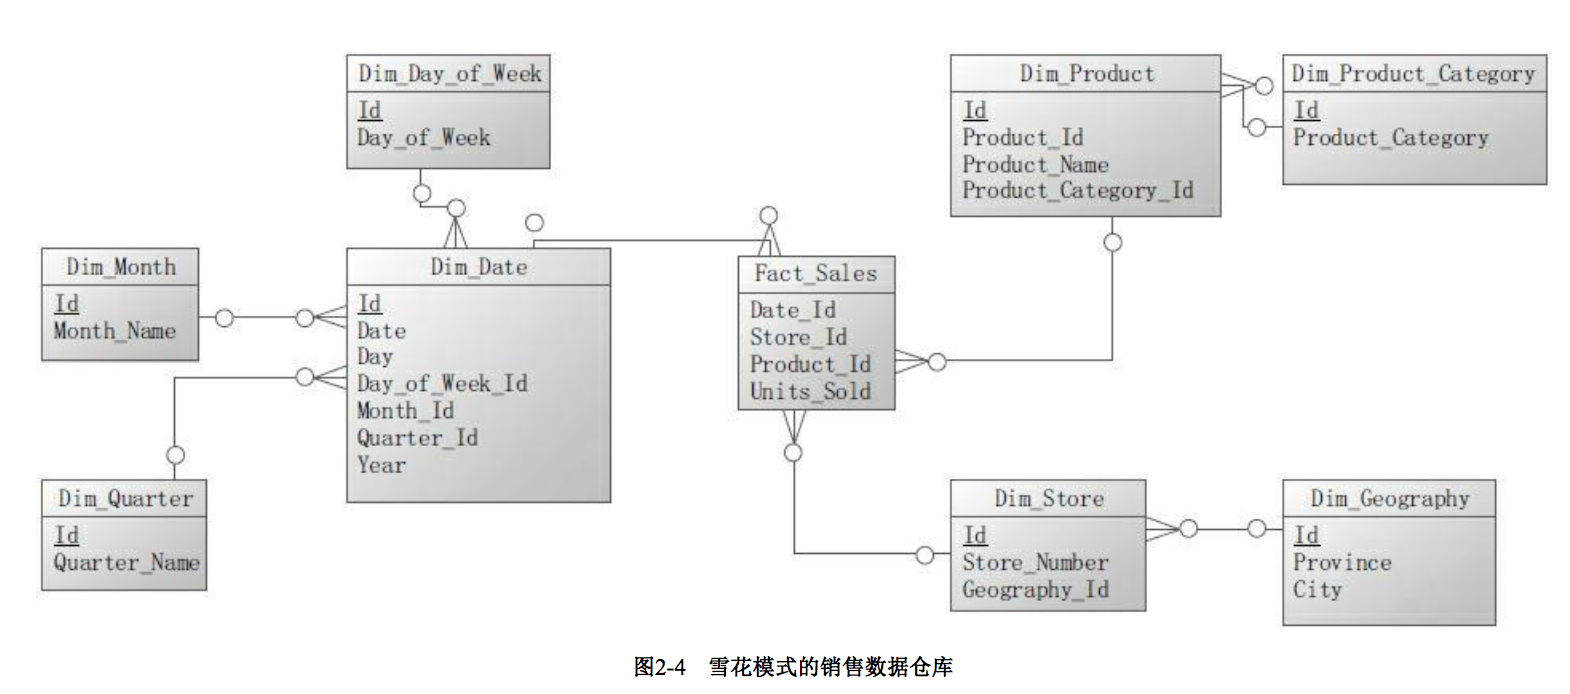 Dim_Day_of_Week
Id
Day_of_Week
Dim_Product
Id
Product_Id
Product_Name
Product_Category_Id
Dim_Product_Category
Id
Product_Category
Dim_Month
Id
Month_Name
Dim_Date
Id
Date
Day
Day_of_Week_Id
Month_Id
Quarter_Id
Year
Fact_Sales
Date_Id
Store_Id
Product_Id
Units_Sold
Dim_Quarter
Id
Quarter_Name
Dim_Store
Id
Store_Number
Geography_Id
Dim_Geography
Id
Province
City
图2-4 雪花模式的销售数据仓库